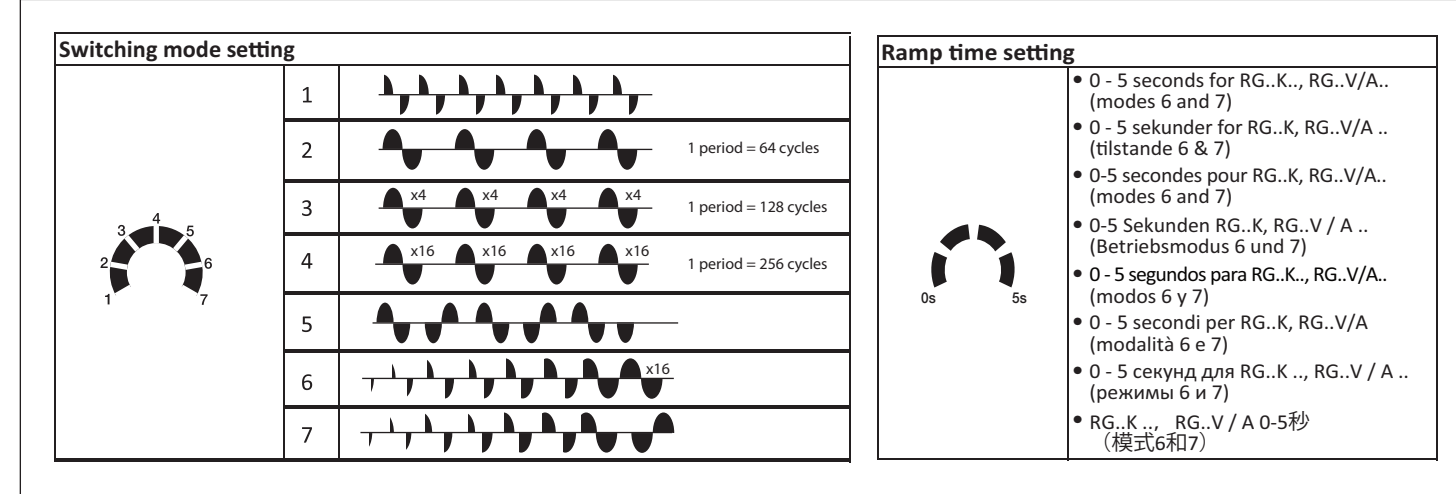 Switching mode setting
1
2
3
4
5
6
7
1
2
1 period = 64 cycles
3
x4 x4 x4 x4
1 period = 128 cycles
4
x16 x16 x16 x16
1 period = 256 cycles
5
6
x16
7
Ramp time setting
0s 5s
• 0 - 5 seconds for RG..K.., RG..V/A..
(modes 6 and 7)
• 0 - 5 sekunder for RG..K, RG..V/A ..
(tilstande 6 & 7)
• 0-5 secondes pour RG..K, RG..V/A..
(modes 6 and 7)
• 0-5 Sekunden RG..K, RG..V / A ..
(Betriebsmodus 6 und 7)
• 0 - 5 segundos para RG..K.., RG..V/A..
(modos 6 y 7)
• 0 - 5 secondi per RG..K, RG..V/A
(modalità 6 e 7)
• 0 - 5 секунд для RG..K .., RG..V / A ..
(режимы 6 и 7)
• RG..K .., RG..V / A 0-5秒
（模式6和7）